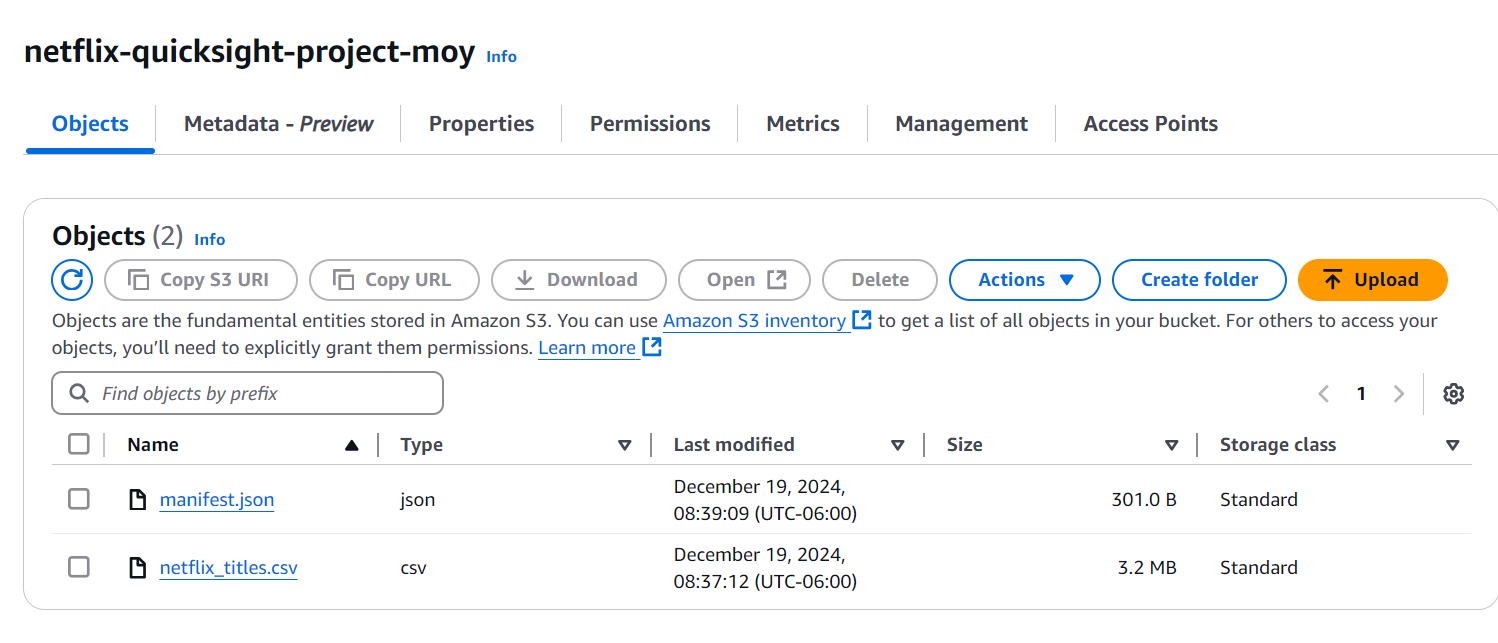 netflix-quicksight-project-moy Info
Objects Metadata - Preview Properties Permissions Metrics Management Access Points
Objects (2) Info
Copy S3 URI Copy URL Download Open Delete Actions Create folder Upload
Objects are the fundamental entities stored in Amazon S3. You can use Amazon S3 inventory to get a list of all objects in your bucket. For others to access your
objects, you’ll need to explicitly grant them permissions. Learn more
Find objects by prefix 1
Name Type Last modified Size Storage class
manifest.json json December 19, 2024, 301.0 B Standard
08:39:09 (UTC-06:00)
netflix_titles.csv csv December 19, 2024, 3.2 MB Standard
08:37:12 (UTC-06:00)